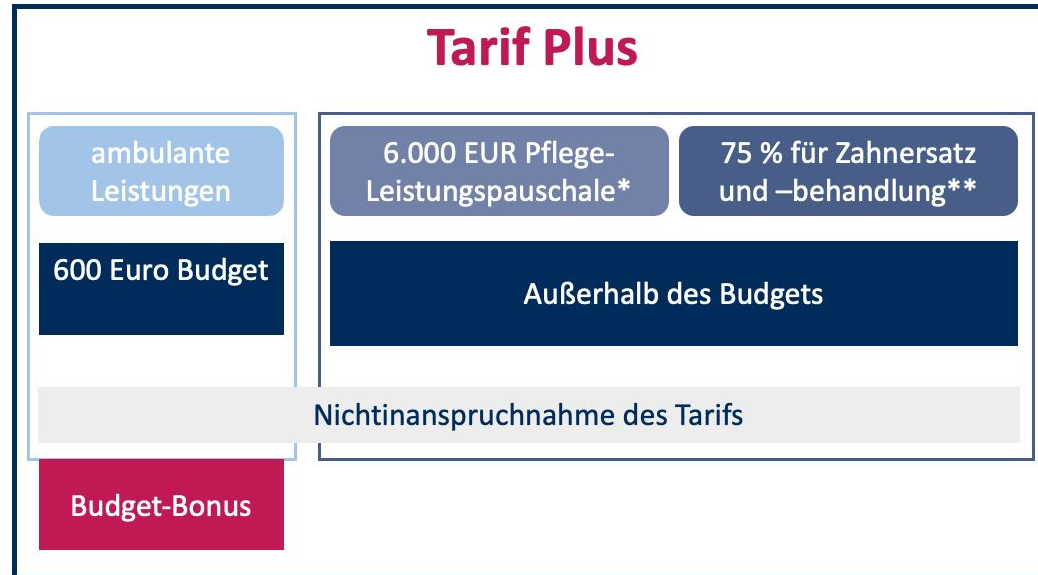 Tarif Plus
ambulante
Leistungen
6.000 EUR Pflege-
Leistungspauschale*
75 % für Zahnersatz
und –behandlung**
600 Euro Budget
Außerhalb des Budgets
Nichtinanspruchnahme des Tarifs
Budget-Bonus